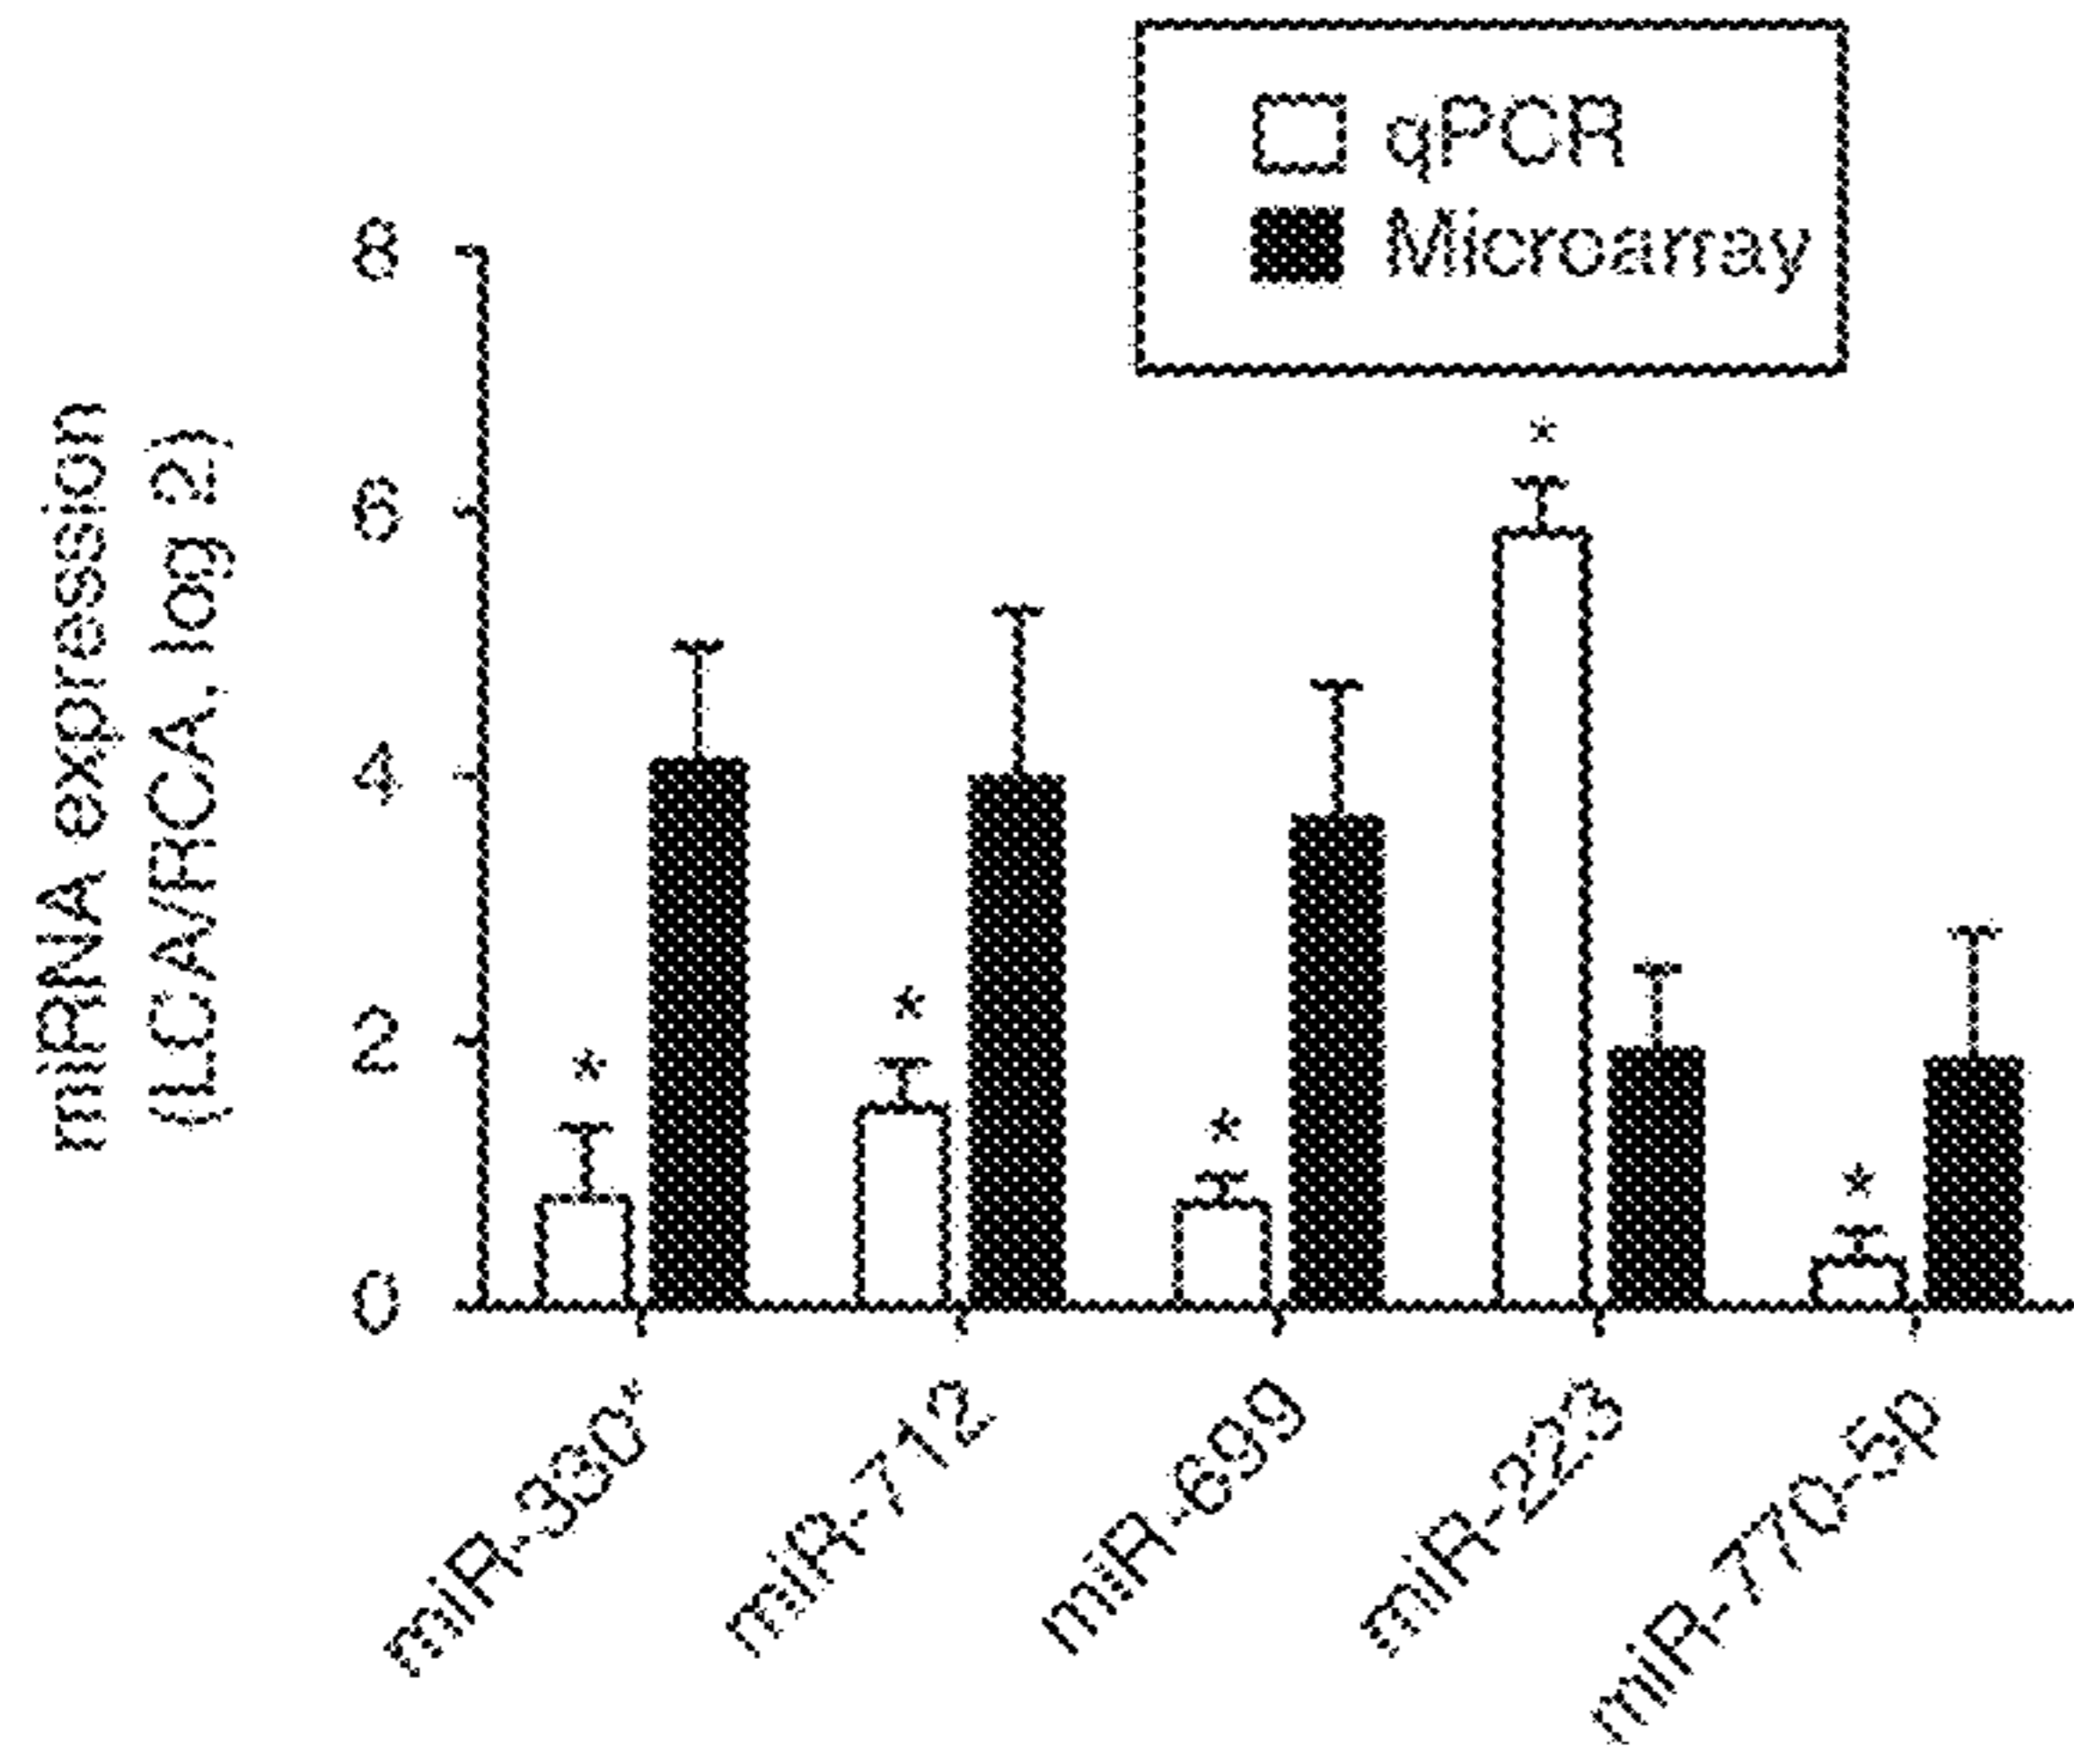 qPCR
Microarray
miRNA expression
(LCA/RCA, log 2)
8
6
4
2
0
*
*
*
*
*
miR-330*
miR-712
miR-699
miR-223
miR-770-5p